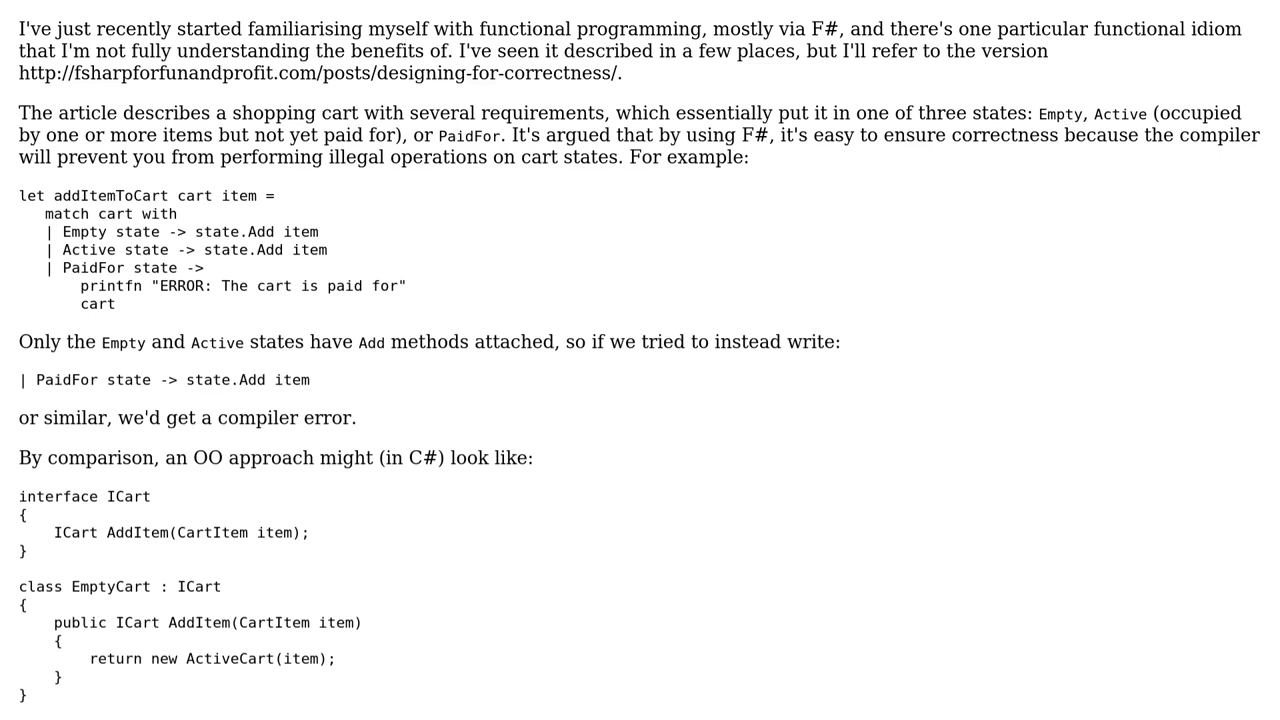 I've just recently started familiarising myself with functional programming, mostly via F#, and there's one particular functional idiom
that I'm not fully understanding the benefits of. I've seen it described in a few places, but I'll refer to the version
http://fsharpforfunandprofit.com/posts/designing-for-correctness/.
The article describes a shopping cart with several requirements, which essentially put it in one of three states: Empty, Active (occupied
by one or more items but not yet paid for), or PaidFor. It's argued that by using F#, it's easy to ensure correctness because the compiler
will prevent you from performing illegal operations on cart states. For example:
let addItemToCart cart item =
   match cart with
   | Empty state -> state.Add item
   | Active state -> state.Add item
   | PaidFor state ->
       printfn "ERROR: The cart is paid for"
       cart
Only the Empty and Active states have Add methods attached, so if we tried to instead write:
| PaidFor state -> state.Add item
or similar, we'd get a compiler error.
By comparison, an OO approach might (in C#) look like:
interface ICart
{
    ICart AddItem(CartItem item);
}
class EmptyCart : ICart
{
    public ICart AddItem(CartItem item)
    {
        return new ActiveCart(item);
    }
}